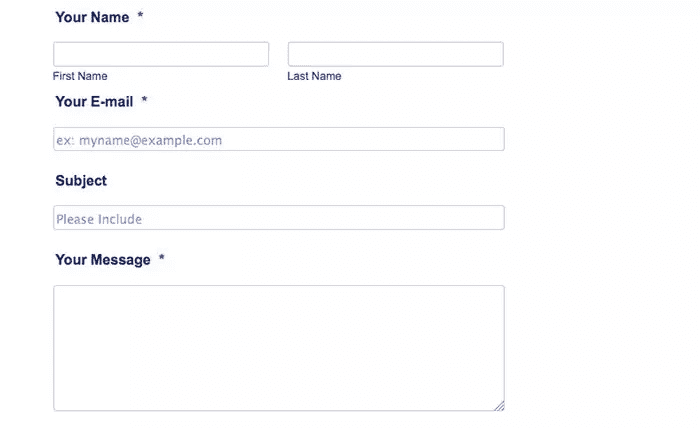 Your Name *
First Name Last Name
Your E-mail *
ex: myname@example.com
Subject
Please Include
Your Message *